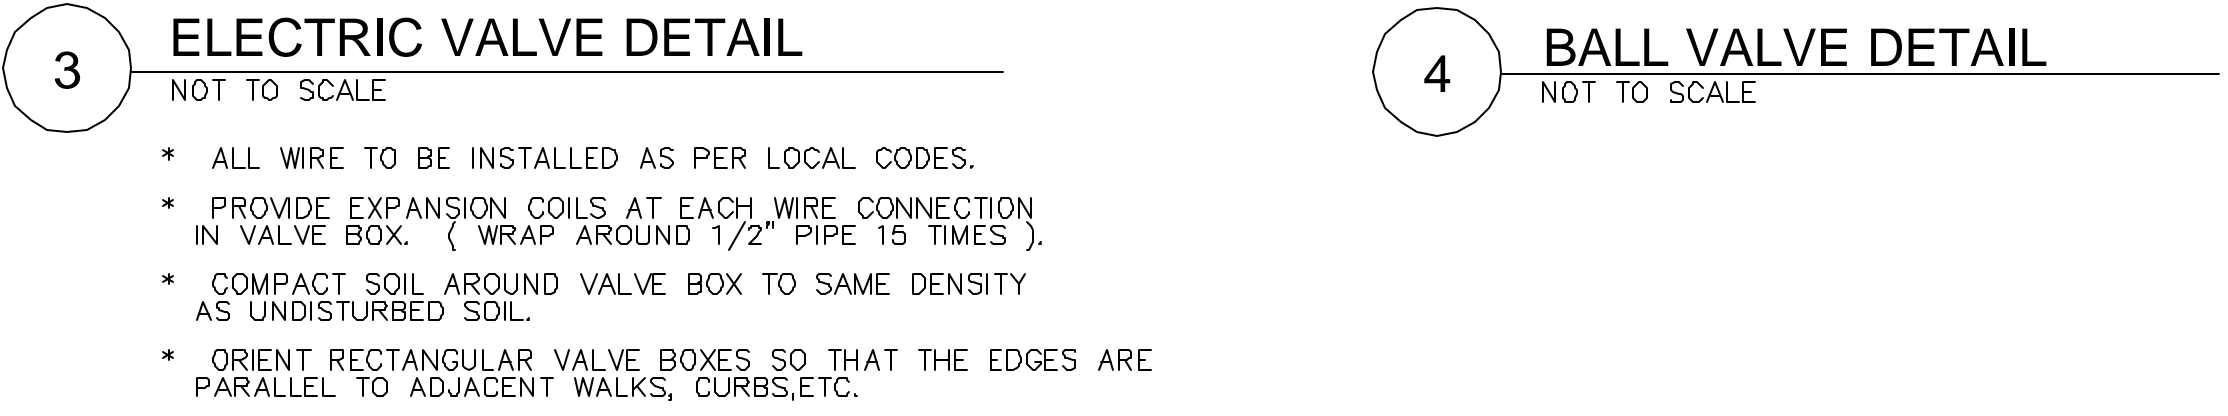 3
ELECTRIC VALVE DETAIL
NOT TO SCALE
* ALL WIRE TO BE INSTALLED AS PER LOCAL CODES.
* PROVIDE EXPANSION COILS AT EACH WIRE CONNECTION
IN VALVE BOX. ( WRAP AROUND 1/2" PIPE 15 TIMES ).
* COMPACT SOIL AROUND VALVE BOX TO SAME DENSITY
AS UNDISTURBED SOIL.
* ORIENT RECTANGULAR VALVE BOXES SO THAT THE EDGES ARE
PARALLEL TO ADJACENT WALKS, CURBS,ETC.
4
BALL VALVE DETAIL
NOT TO SCALE